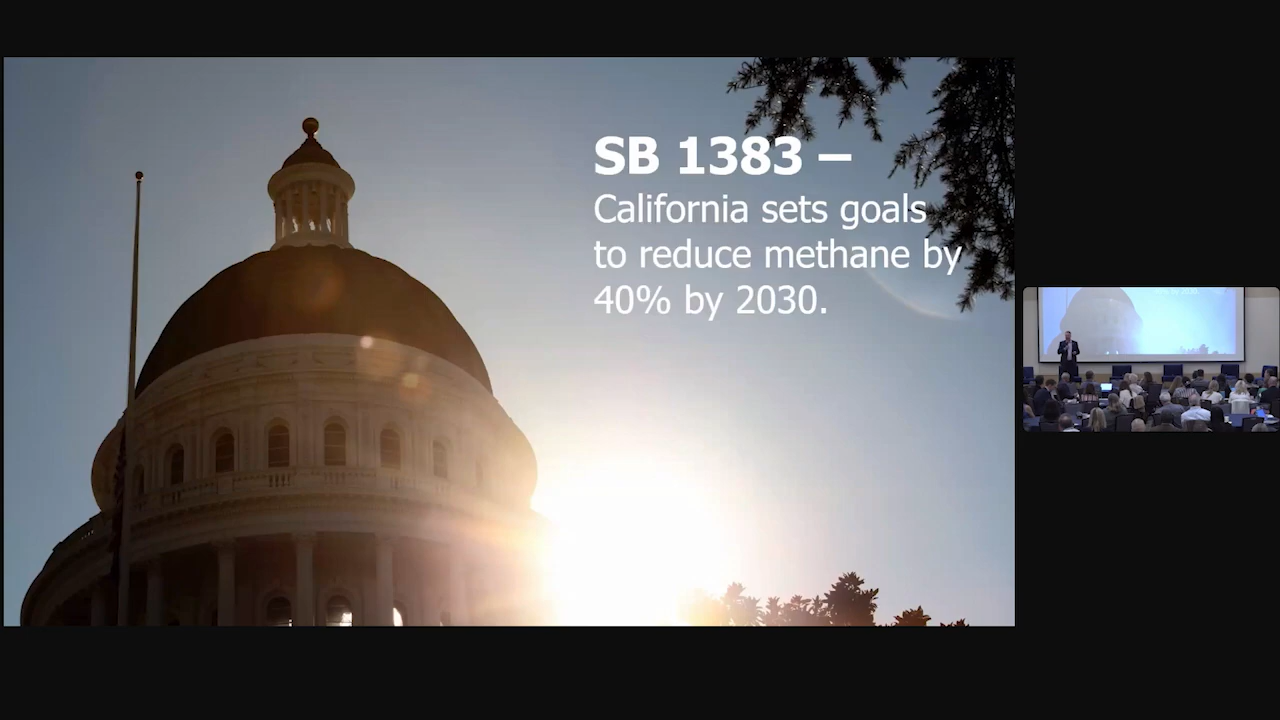 SB 1383 –
California sets goals
to reduce methane by
40% by 2030.